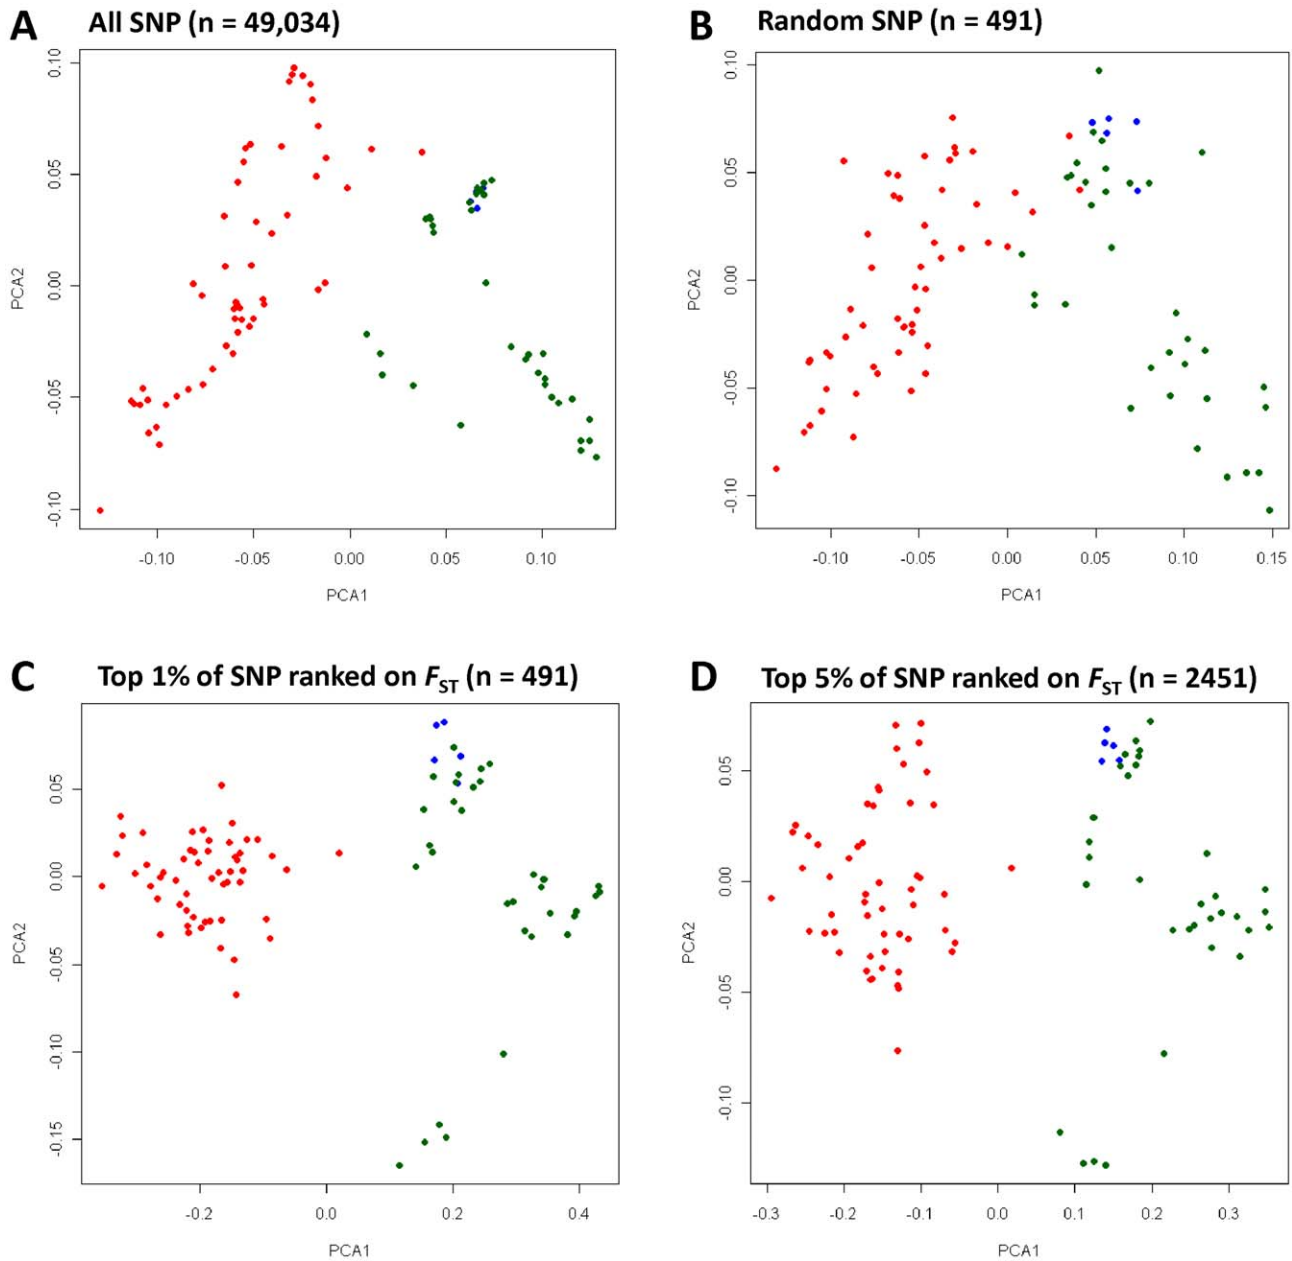 A All SNP (n = 49,034)
0.10
0.05
0.00
-0.05
-0.10
PCA2
-0.10 -0.05 0.00 0.05 0.10
PCA1
B Random SNP (n = 491)
0.10
0.05
0.00
-0.05
-0.10
PCA2
-0.10 -0.05 0.00 0.05 0.10 0.15
PCA1
C Top 1% of SNP ranked on FST (n = 491)
0.05
0.00
-0.05
-0.10
-0.15
PCA2
-0.2 0.0 0.2 0.4
PCA1
D Top 5% of SNP ranked on FST (n = 2451)
0.05
0.00
-0.05
-0.10
PCA2
-0.3 -0.2 -0.1 0.0 0.1 0.2 0.3
PCA1